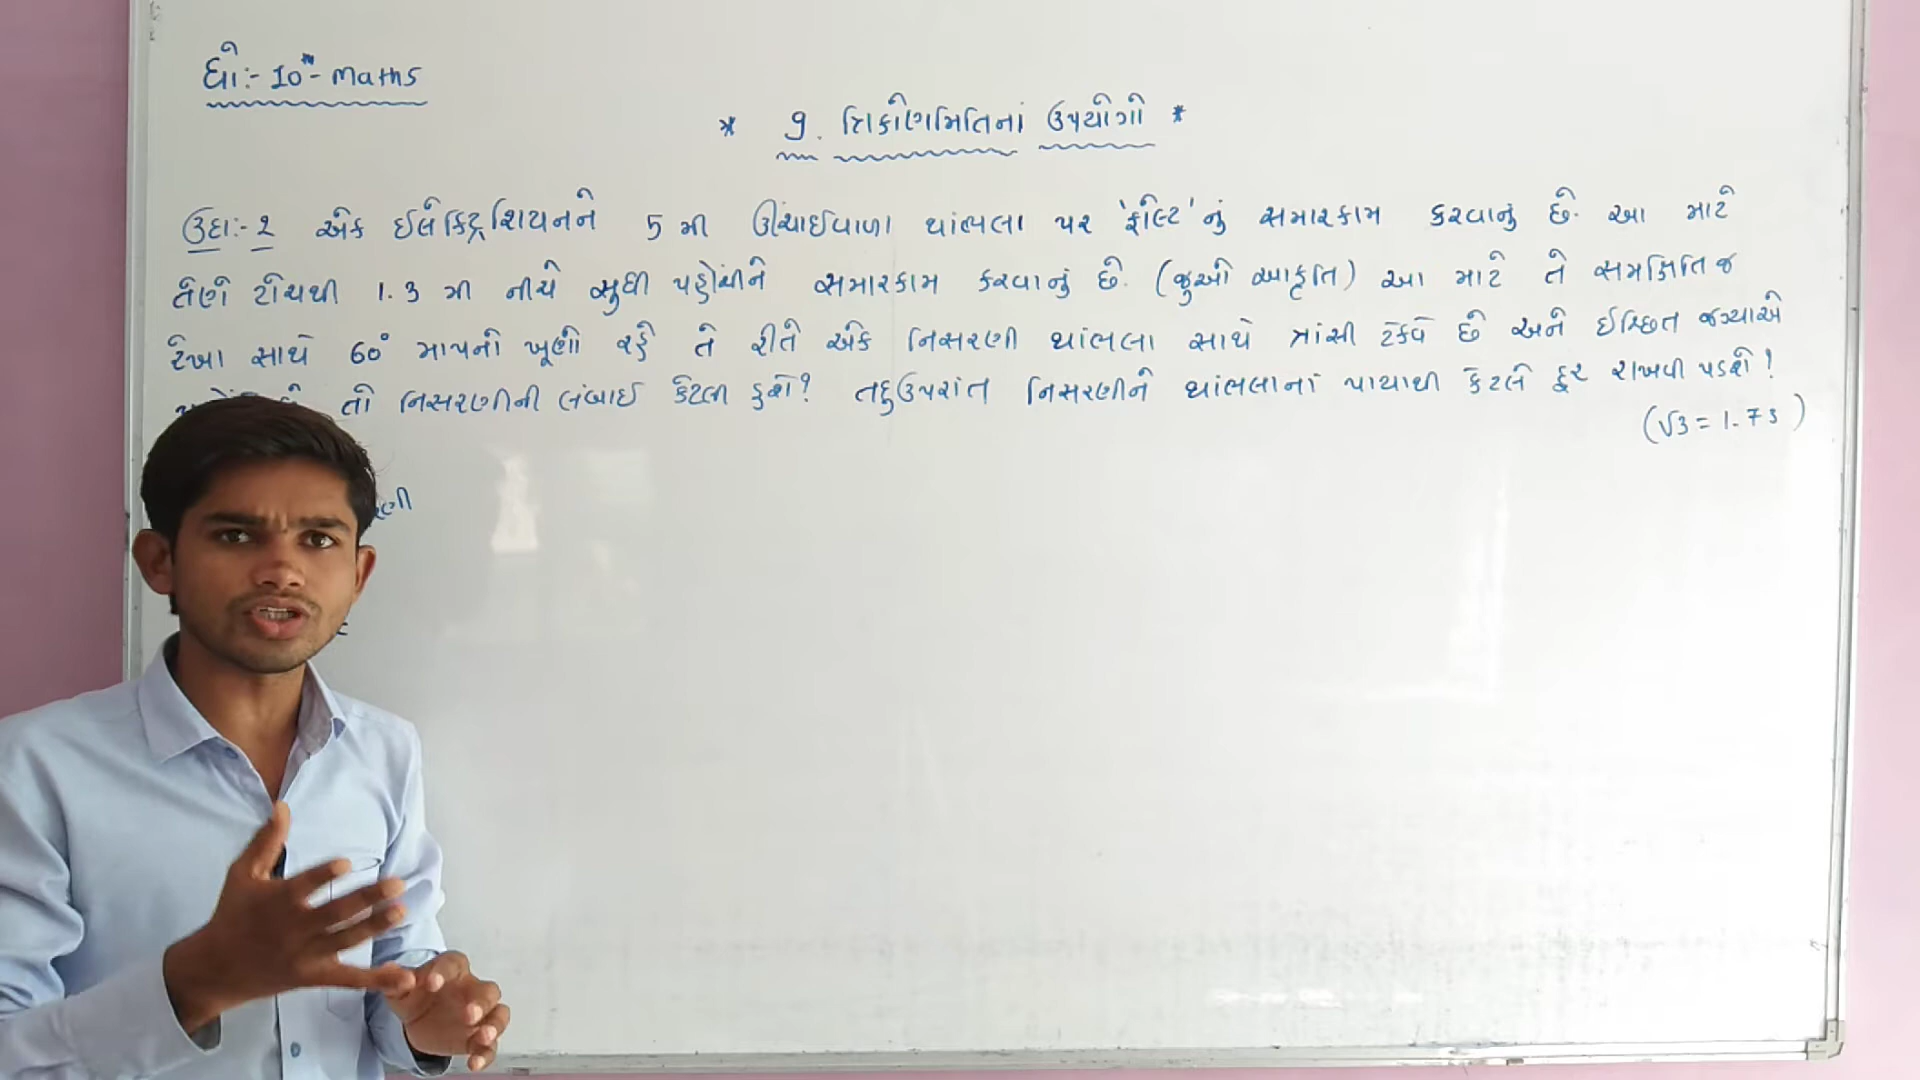 ધો:- 10th - Maths
* 9. ત્રિકોણમિતિનાં ઉપયોગો *
ઉદા:- 2 એક ઈલેક્ટ્રિશિયનને 5 મી ઊંચાઈવાળા થાંભલા પર 'ફોલ્ટ' નું સમારકામ કરવાનું છે. આ માટે
તેણે ટોચથી 1.3 મી નીચે સુધી પહોંચીને સમારકામ કરવાનું છે. (જુઓ આકૃતિ) આ માટે તે સમક્ષિતિજ
રેખા સાથે 60° માપનો ખૂણો રહે તે રીતે એક નિસરણી થાંભલા સાથે ત્રાંસી ટેકવે છે અને ઈચ્છિત જગ્યાએ
તો નિસરણીની લંબાઈ કેટલી હશે? તદ્ઉપરાંત નિસરણીને થાંભલાનાં પાયાથી કેટલે દૂર રાખવી પડશે?
(√3 = 1.73)